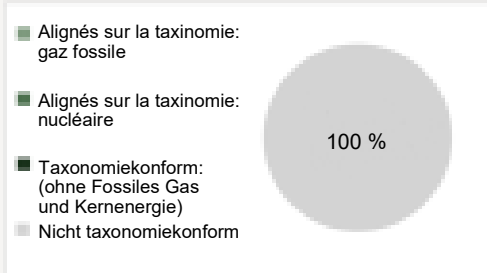 Alignés sur la taxinomie:
gaz fossile
Alignés sur la taxinomie:
nucléaire
Taxonomiekonform:
(ohne Fossiles Gas
und Kernenergie)
Nicht taxonomiekonform
100 %